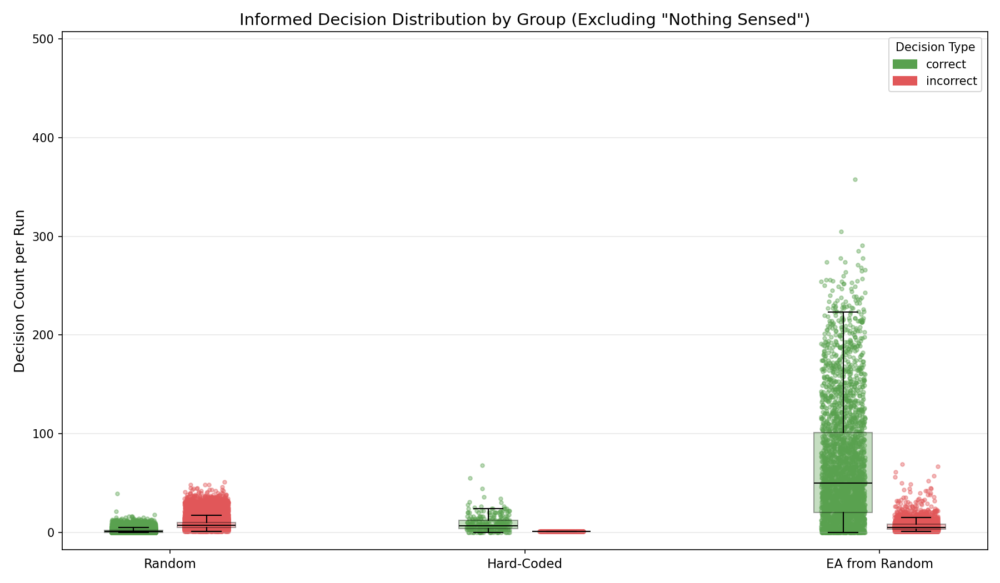 Informed Decision Distribution by Group (Excluding "Nothing Sensed")
Decision Count per Run
500
400
300
200
100
0
Decision Type
correct
incorrect
Random
Hard-Coded
EA from Random